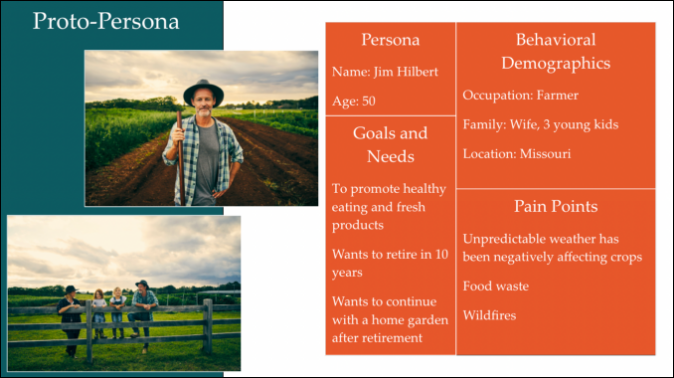 Proto-Persona
Persona
Name: Jim Hilbert
Age: 50
Goals and
Needs
To promote healthy
eating and fresh
products
Wants to retire in 10
years
Wants to continue
with a home garden
after retirement
Behavioral
Demographics
Occupation: Farmer
Family: Wife, 3 young kids
Location: Missouri
Pain Points
Unpredictable weather has
been negatively affecting crops
Food waste
Wildfires